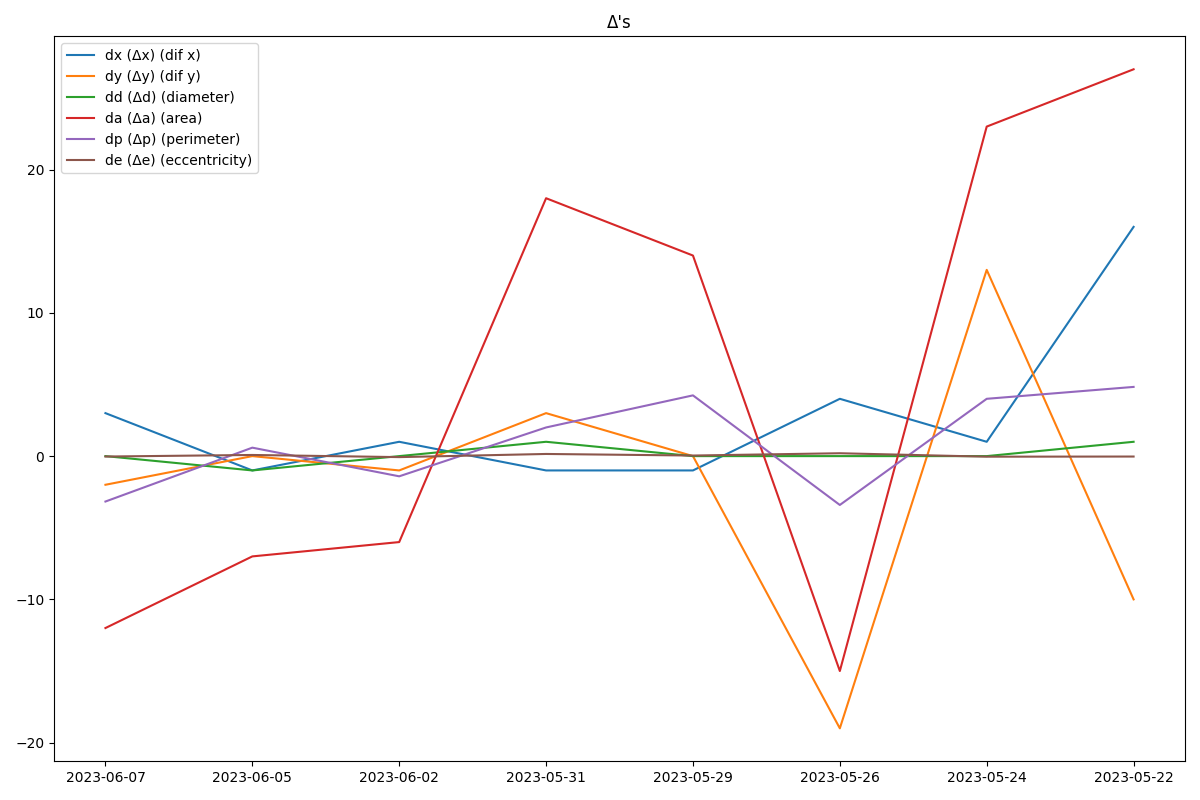 Δ's
dx (Δx) (dif x)
dy (Δy) (dif y)
dd (Δd) (diameter)
da (Δa) (area)
dp (Δp) (perimeter)
de (Δe) (eccentricity)
20
10
0
−10
−20
2023-06-07 2023-06-05 2023-06-02 2023-05-31 2023-05-29 2023-05-26 2023-05-24 2023-05-22